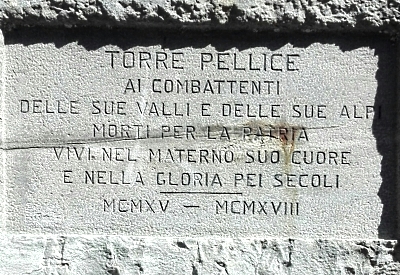 TORRE PELLICE
AI COMBATTENTI
DELLE SUE VALLI E DELLE SUE ALPI
MORTI PER LA PATRIA
VIVI NEL MATERNO SUO CUORE
E NELLA GLORIA PEI SECOLI
MCMXV — MCMXVIII